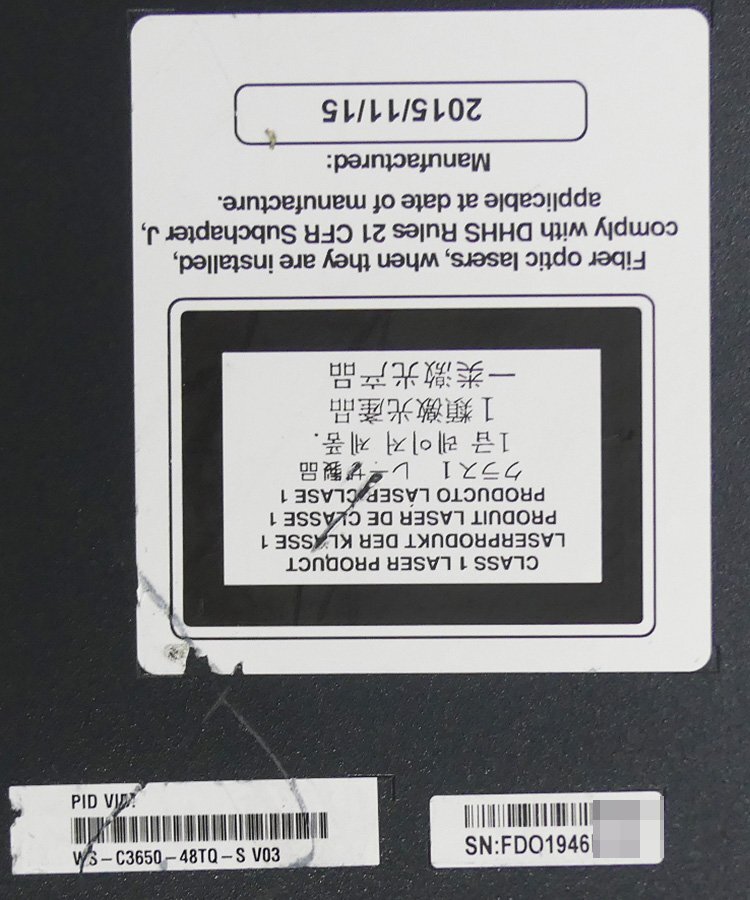 CLASS 1 LASER PRODUCT
LASERPRODUKT DER KLASSE 1
PRODUIT LASER DE CLASSE 1
PRODUCTO LÁSER CLASE 1
クラス1 レーザ製品
1급 레이저 제품.
1類激光產品
一类激光产品
Fiber optic lasers, when they are installed,
comply with DHHS Rules 21 CFR Subchapter J,
applicable at date of manufacture.
Manufactured:
2015/11/15
PID VID:
WS-C3650-48TQ-S V03
SN:FDO1946